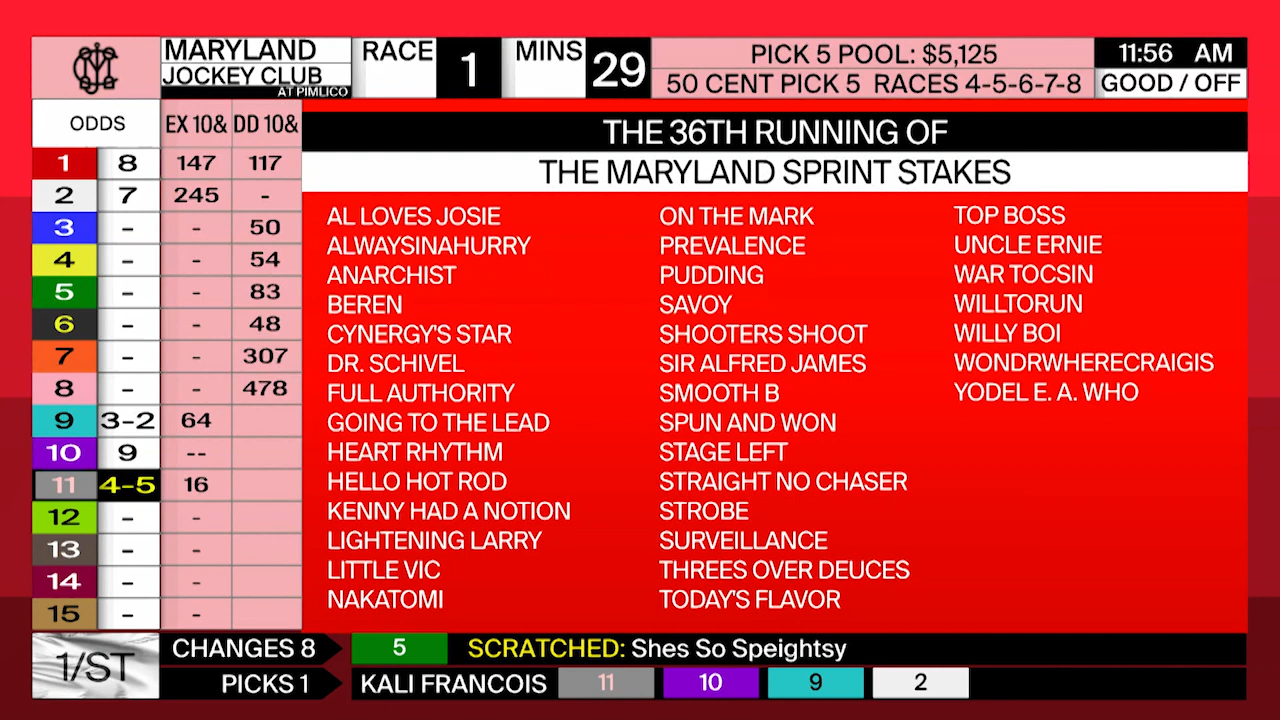 MARYLAND
JOCKEY CLUB
AT PIMLICO
RACE 1 MINS 29
PICK 5 POOL: $5,125
50 CENT PICK 5 RACES 4-5-6-7-8
11:56 AM
GOOD / OFF
ODDS EX 10& DD 10&
1 8 147 117
2 7 245 -
3 - - 50
4 - - 54
5 - - 83
6 - - 48
7 - - 307
8 - - 478
9 3-2 64
10 9 --
11 4-5 16
12 - -
13 - -
14 - -
15 - -
THE 36TH RUNNING OF
THE MARYLAND SPRINT STAKES
AL LOVES JOSIE
ALWAYSINAHURRY
ANARCHIST
BEREN
CYNERGY'S STAR
DR. SCHIVEL
FULL AUTHORITY
GOING TO THE LEAD
HEART RHYTHM
HELLO HOT ROD
KENNY HAD A NOTION
LIGHTENING LARRY
LITTLE VIC
NAKATOMI
ON THE MARK
PREVALENCE
PUDDING
SAVOY
SHOOTERS SHOOT
SIR ALFRED JAMES
SMOOTH B
SPUN AND WON
STAGE LEFT
STRAIGHT NO CHASER
STROBE
SURVEILLANCE
THREES OVER DEUCES
TODAY'S FLAVOR
TOP BOSS
UNCLE ERNIE
WAR TOCSIN
WILLTORUN
WILLY BOI
WONDRWHERECRAIGIS
YODEL E. A. WHO
1/ST
CHANGES 8 5 SCRATCHED: Shes So Speightsy
PICKS 1 KALI FRANCOIS 11 10 9 2